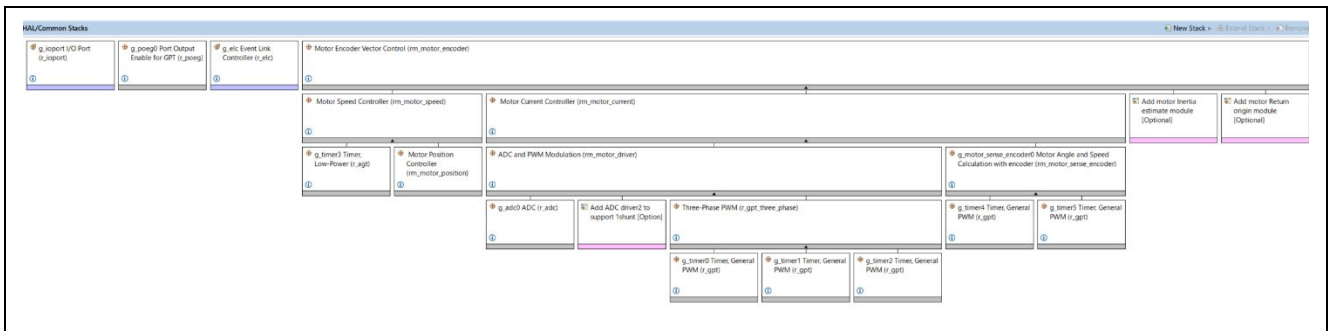 HAL/Common Stacks
New Stack >
Extend Stack >
Remove
g_ioport I/O Port
(r_ioport)
g_poeg0 Port Output
Enable for GPT (r_poeg)
g_elc Event Link
Controller (r_elc)
Motor Encoder Vector Control (rm_motor_encoder)
Motor Speed Controller (rm_motor_speed)
Motor Current Controller (rm_motor_current)
Add motor Inertia
estimate module
[Optional]
Add motor Return
origin module
[Optional]
g_timer3 Timer,
Low-Power (r_agt)
Motor Position
Controller
(rm_motor_position)
ADC and PWM Modulation (rm_motor_driver)
g_motor_sense_encoder0 Motor Angle and Speed
Calculation with encoder (rm_motor_sense_encoder)
g_adc0 ADC (r_adc)
Add ADC driver2 to
support 1shunt [Option]
Three-Phase PWM (r_gpt_three_phase)
g_timer4 Timer, General
PWM (r_gpt)
g_timer5 Timer, General
PWM (r_gpt)
g_timer0 Timer, General
PWM (r_gpt)
g_timer1 Timer, General
PWM (r_gpt)
g_timer2 Timer, General
PWM (r_gpt)